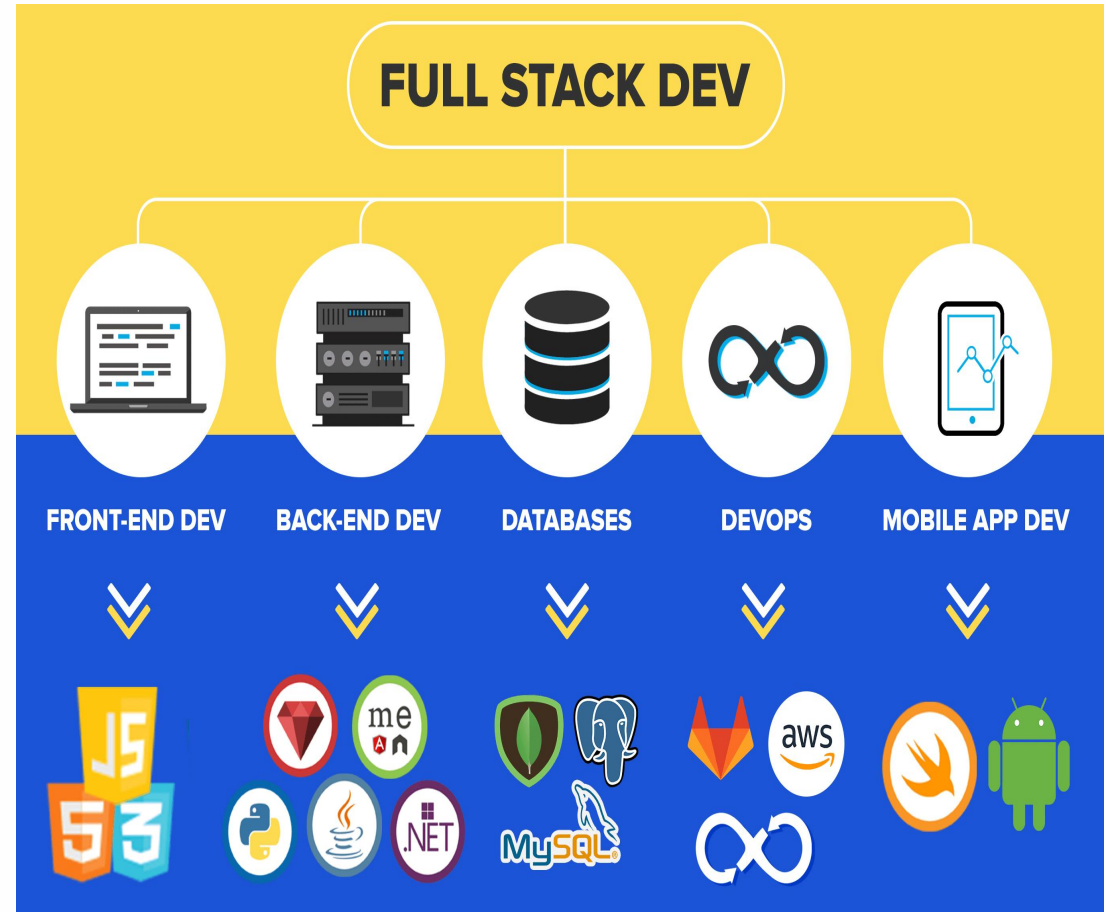 FULL STACK DEV
FRONT-END DEV
BACK-END DEV
DATABASES
DEVOPS
MOBILE APP DEV
JS
5
3
me
A n
.NET
MySQL®
aws